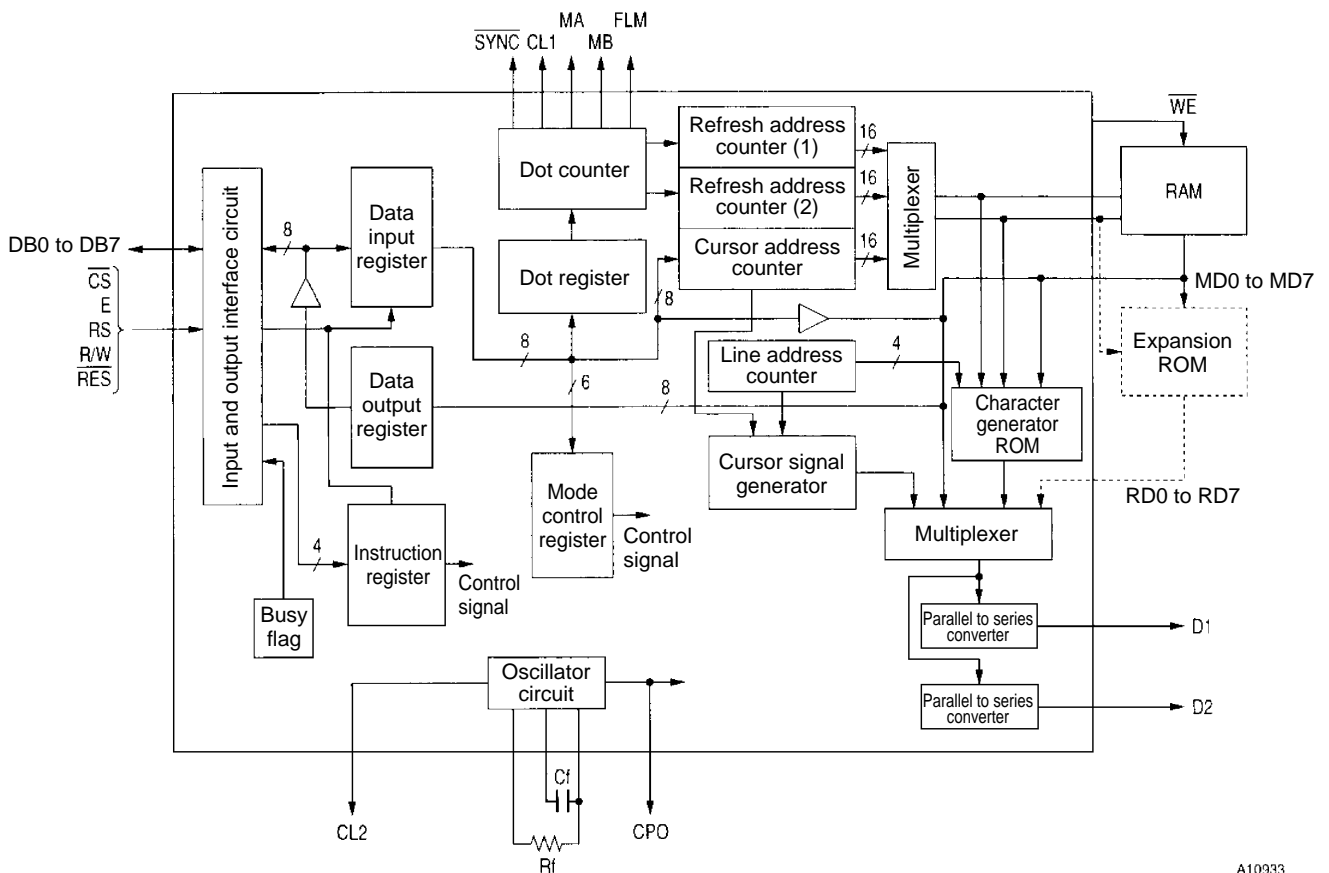 MA FLM
SYNC CL1 MB
WE
Refresh address
counter (1)
16
Dot counter
Refresh address
counter (2)
16
Multiplexer
RAM
Input and output interface circuit
Data
input
register
8
DB0 to DB7
Dot register
Cursor address
counter
16
CS
E
RS
R/W
RES
8
MD0 to MD7
8
Line address
counter
4
Expansion
ROM
Data
output
register
6
8
Character
generator
ROM
Cursor signal
generator
Mode
control
register
Control
signal
RD0 to RD7
Multiplexer
4
Instruction
register
Control
signal
Busy
flag
Parallel to series
converter
D1
Oscillator
circuit
Parallel to series
converter
D2
Cf
CL2
Rf
CPO
A10933